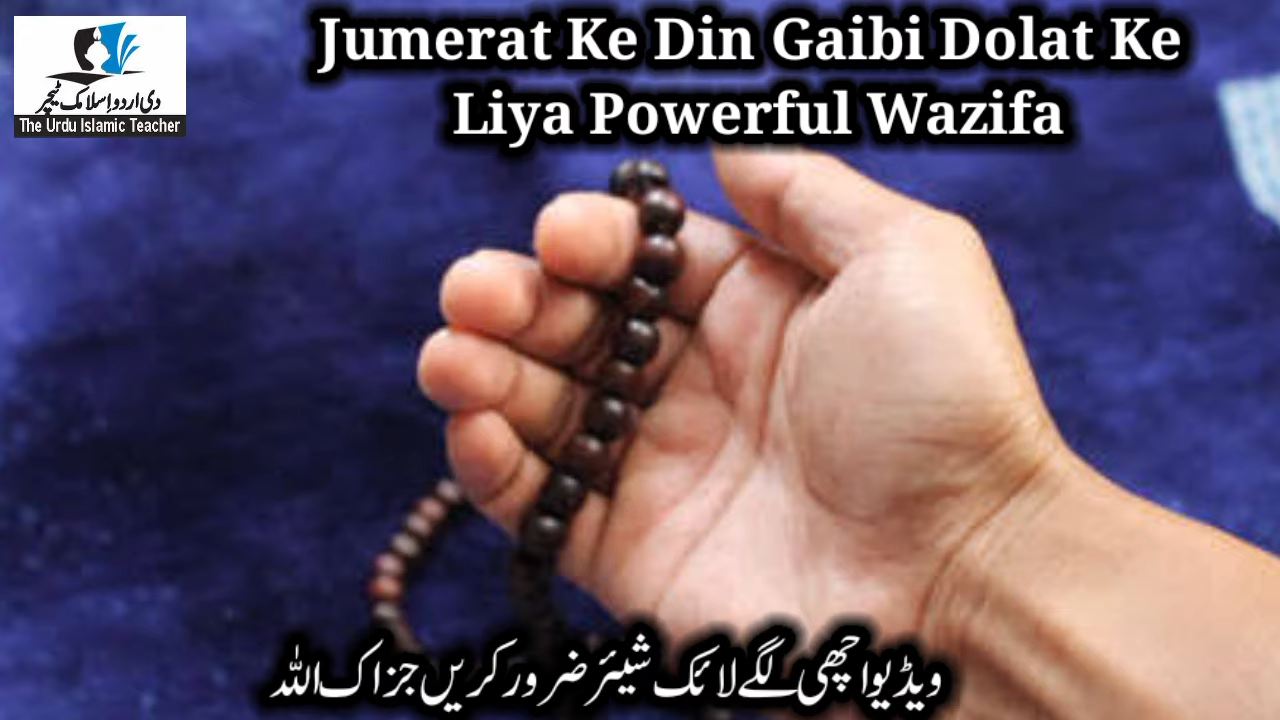 دی اردو اسلامک ٹیچر
The Urdu Islamic Teacher
Jumerat Ke Din Gaibi Dolat Ke
Liya Powerful Wazifa
ویڈیو اچھی لگے لائک شیئر ضرور کریں جزاک اللہ